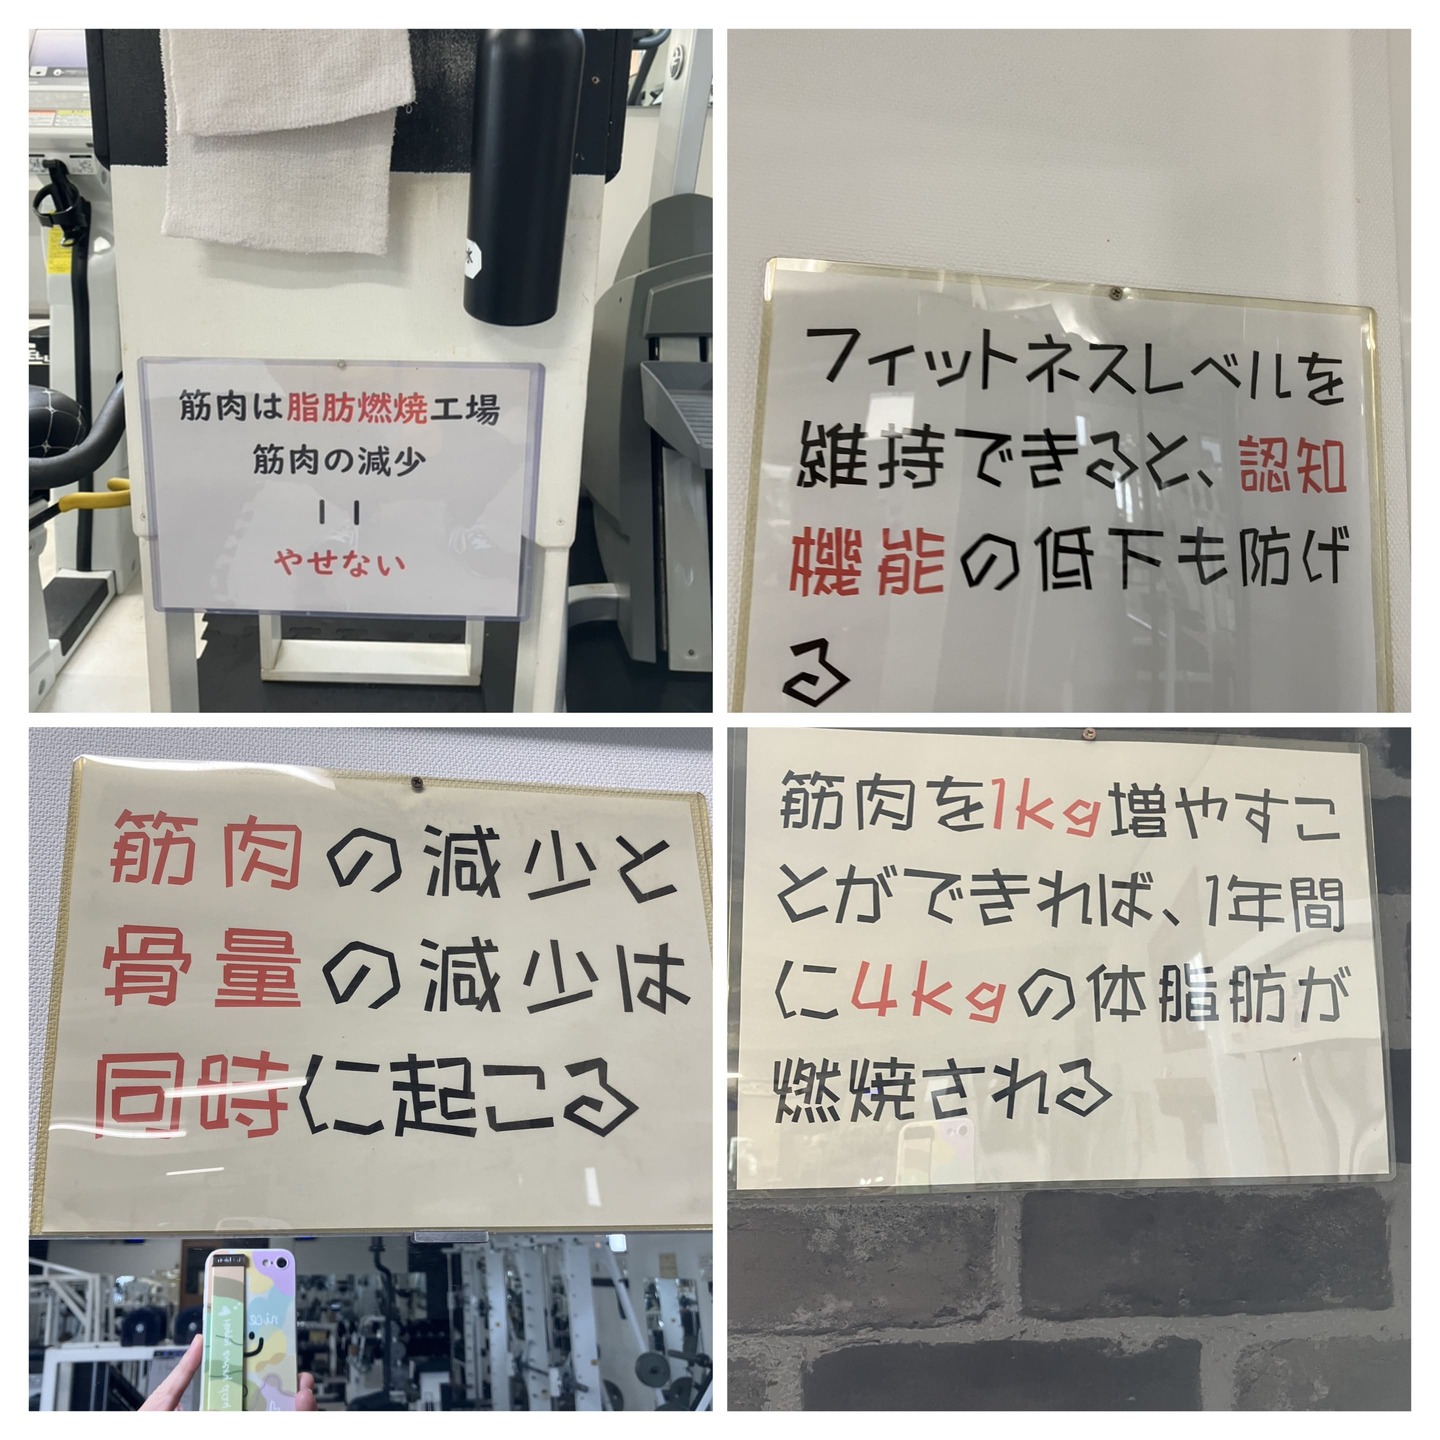 筋肉は脂肪燃焼工場
筋肉の減少
＝
やせない
フィットネスレベルを
維持できると、認知
機能の低下も防げ
る
筋肉の減少と
骨量の減少は
同時に起こる
筋肉を1kg増やすこ
とができれば、1年間
に4kgの体脂肪が
燃焼される
水
nice